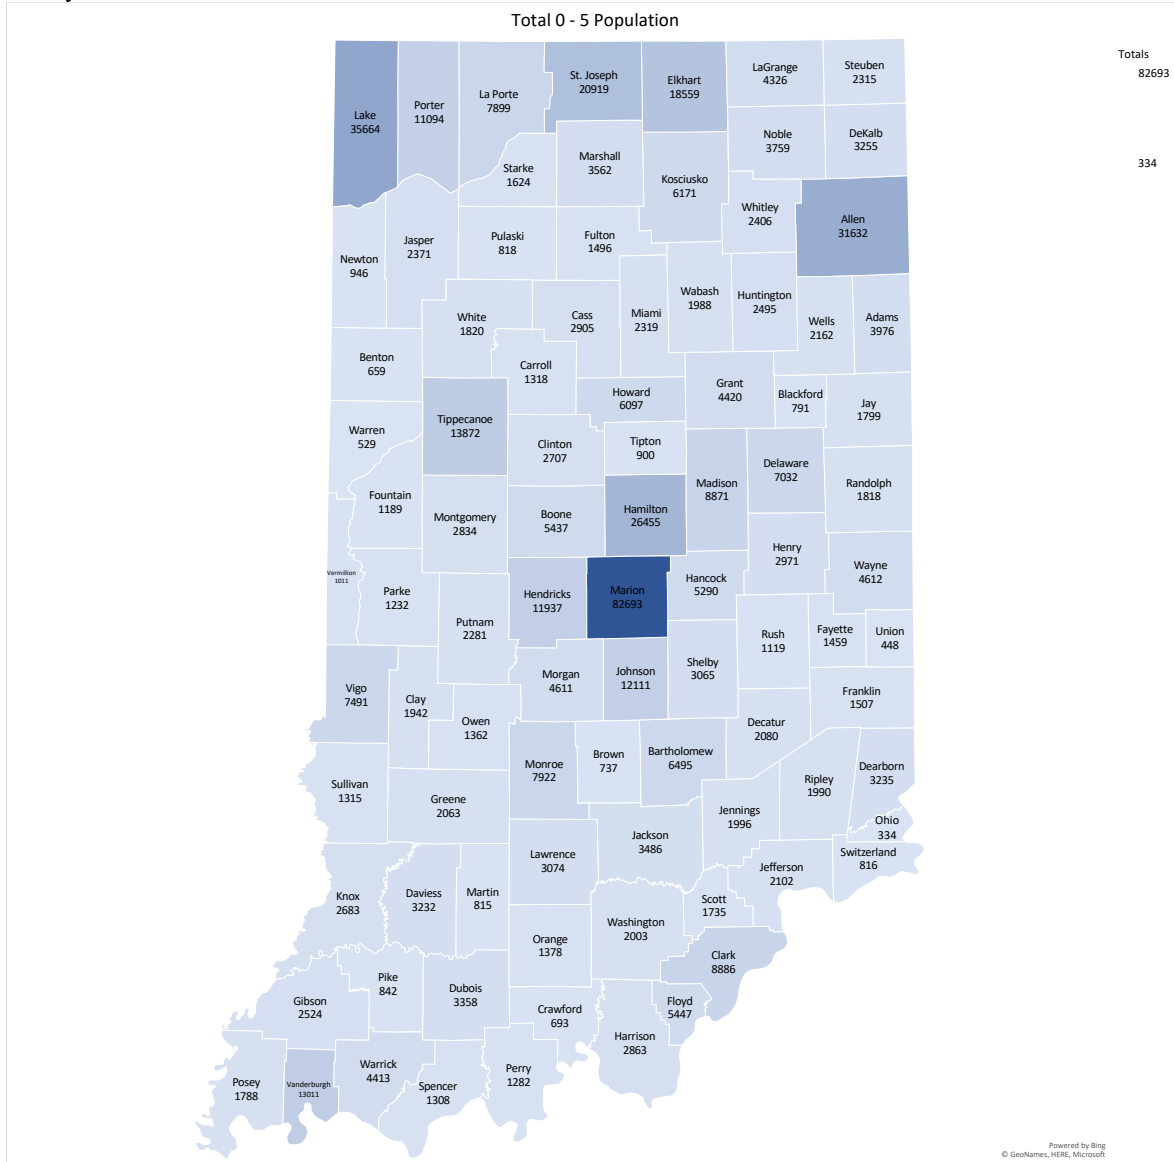 Total 0 - 5 Population
Totals
82693
334
Lake
35664
Porter
11094
La Porte
7899
St. Joseph
20919
Elkhart
18559
LaGrange
4326
Steuben
2315
Noble
3759
DeKalb
3255
Starke
1624
Marshall
3562
Kosciusko
6171
Whitley
2406
Allen
31632
Newton
946
Jasper
2371
Pulaski
818
Fulton
1496
White
1820
Cass
2905
Miami
2319
Wabash
1988
Huntington
2495
Wells
2162
Adams
3976
Benton
659
Carroll
1318
Howard
6097
Grant
4420
Blackford
791
Jay
1799
Warren
529
Tippecanoe
13872
Clinton
2707
Tipton
900
Madison
8871
Delaware
7032
Randolph
1818
Fountain
1189
Montgomery
2834
Boone
5437
Hamilton
26455
Henry
2971
Wayne
4612
Vermillion
1011
Parke
1232
Putnam
2281
Hendricks
11937
Marion
82693
Hancock
5290
Rush
1119
Fayette
1459
Union
448
Vigo
7491
Clay
1942
Owen
1362
Morgan
4611
Johnson
12111
Shelby
3065
Decatur
2080
Franklin
1507
Sullivan
1315
Greene
2063
Monroe
7922
Brown
737
Bartholomew
6495
Jennings
1996
Ripley
1990
Dearborn
3235
Ohio
334
Switzerland
816
Jefferson
2102
Jackson
3486
Lawrence
3074
Knox
2683
Daviess
3232
Martin
815
Scott
1735
Washington
2003
Orange
1378
Clark
8886
Pike
842
Dubois
3358
Gibson
2524
Crawford
693
Floyd
5447
Harrison
2863
Posey
1788
Vanderburgh
13011
Warrick
4413
Spencer
1308
Perry
1282
Powered by Bing
© GeoNames, HERE, Microsoft